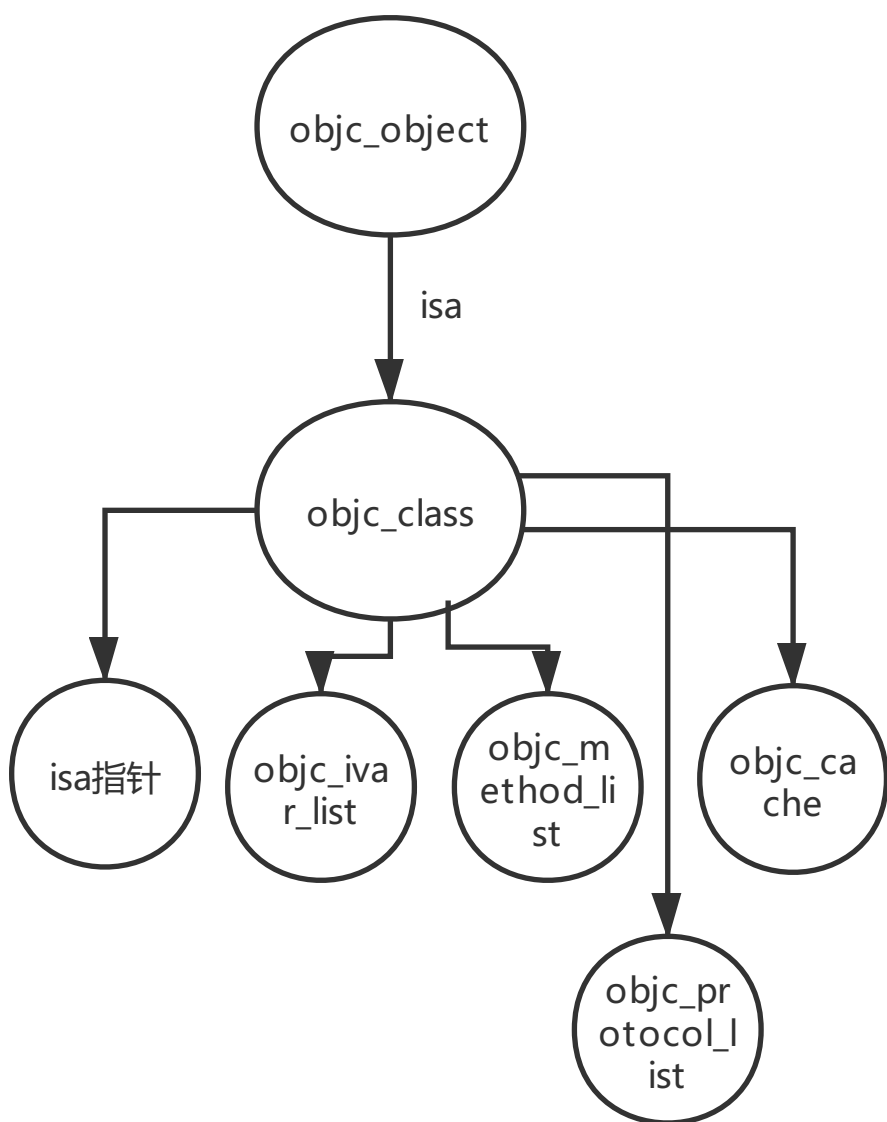 objc_object
isa
objc_class
isa指针
objc_iva
r_list
objc_m
ethod_li
st
objc_ca
che
objc_pr
otocol_l
ist